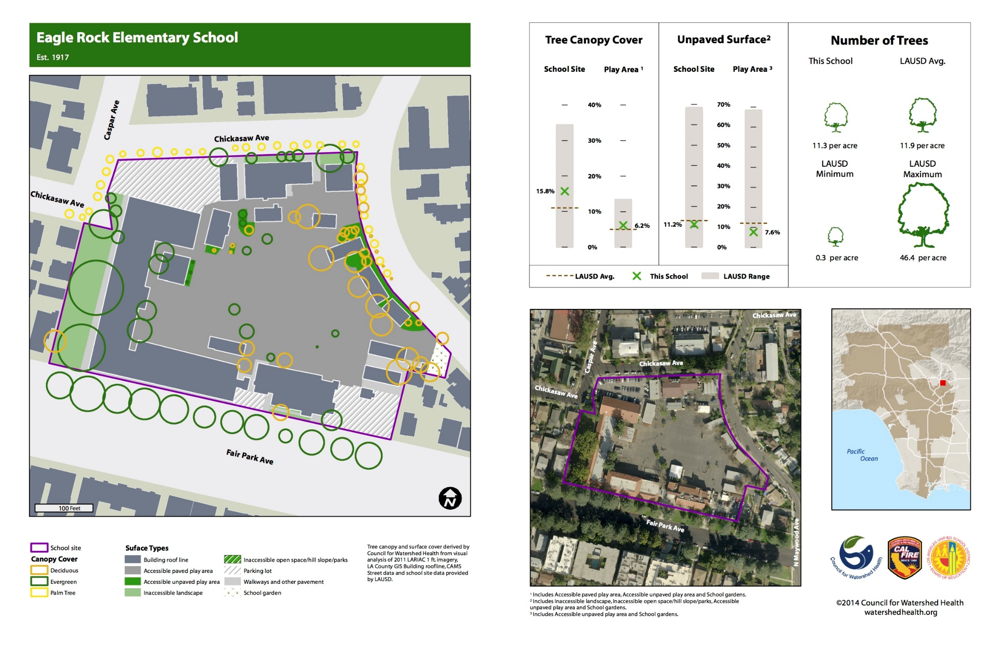 Eagle Rock Elementary School
Est. 1917
Caspar Ave
Chickasaw Ave
Chickasaw Ave
Fair Park Ave
100 Feet
N
School site
Canopy Cover
Deciduous
Evergreen
Palm Tree
Suface Types
Building roof line
Accessible paved play area
Accessible unpaved play area
Inaccessible landscape
Inaccessible open space/hill slope/parks
Parking lot
Walkways and other pavement
School garden
Tree canopy and surface cover derived by
Council for Watershed Health from visual
analysis of 2011 LARIAC 1 ft. imagery,
LA County GIS Building roofline, CAMS
Street data and school site data provided
by LAUSD.
Tree Canopy Cover
School Site
Play Area ¹
40%
30%
20%
15.8%
10%
6.2%
0%
Unpaved Surface²
School Site
Play Area ³
70%
60%
50%
40%
30%
20%
11.2%
10%
7.6%
0%
LAUSD Avg.
This School
LAUSD Range
Number of Trees
This School
LAUSD Avg.
11.3 per acre
11.9 per acre
LAUSD
Minimum
LAUSD
Maximum
0.3 per acre
46.4 per acre
Chickasaw Ave
Caspar Ave
Chickasaw Ave
Chickasaw Ave
Fair Park Ave
N Maywood Ave
Pacific
Ocean
¹ Includes Accessible paved play area, Accessible unpaved play area and School gardens.
² Includes Inaccessible landscape, Inaccessible open space/hill slope/parks, Accessible
unpaved play area and School gardens.
³ Includes Accessible unpaved play area and School gardens.
Council for Watershed Health
CAL
FIRE
SINCE 1885
LOS ANGELES UNIFIED SCHOOL DISTRICT
BOARD OF EDUCATION
©2014 Council for Watershed Health
watershedhealth.org